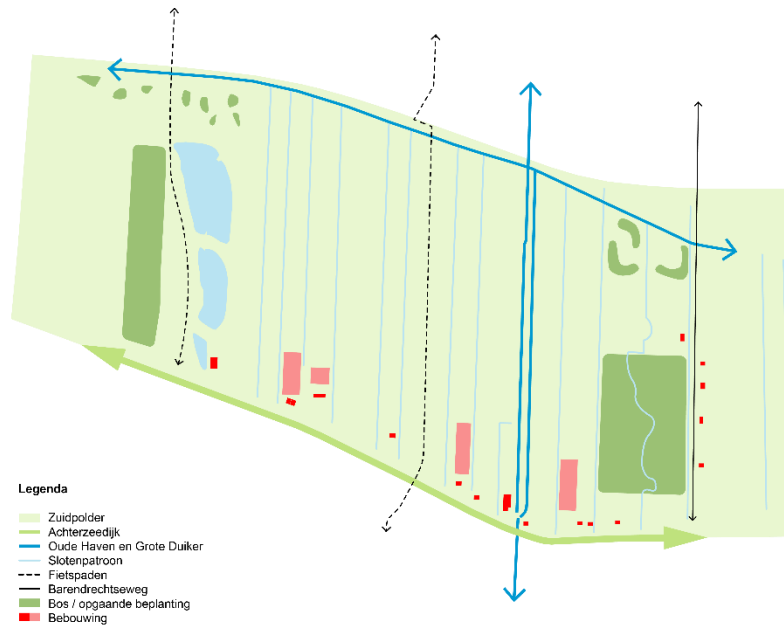 Legenda
Zuidpolder
Achterzeedijk
Oude Haven en Grote Duiker
Slotenpatroon
Fietspaden
Barendrechtseweg
Bos / opgaande beplanting
Bebouwing